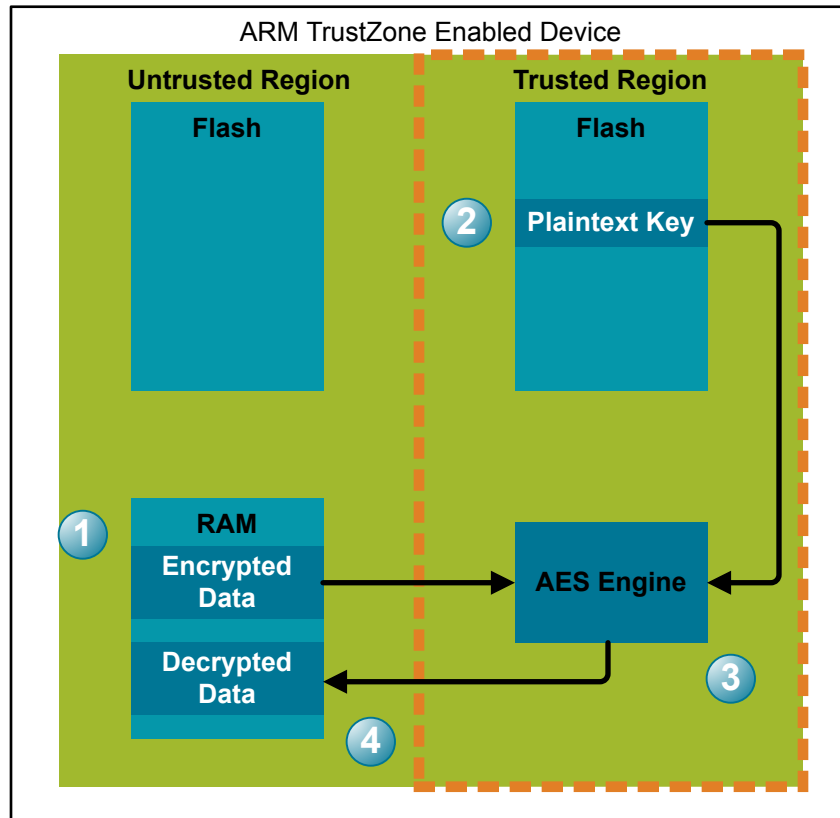 ARM TrustZone Enabled Device
Untrusted Region
Trusted Region
Flash
Flash
2
Plaintext Key
1
RAM
Encrypted
Data
AES Engine
Decrypted
Data
3
4